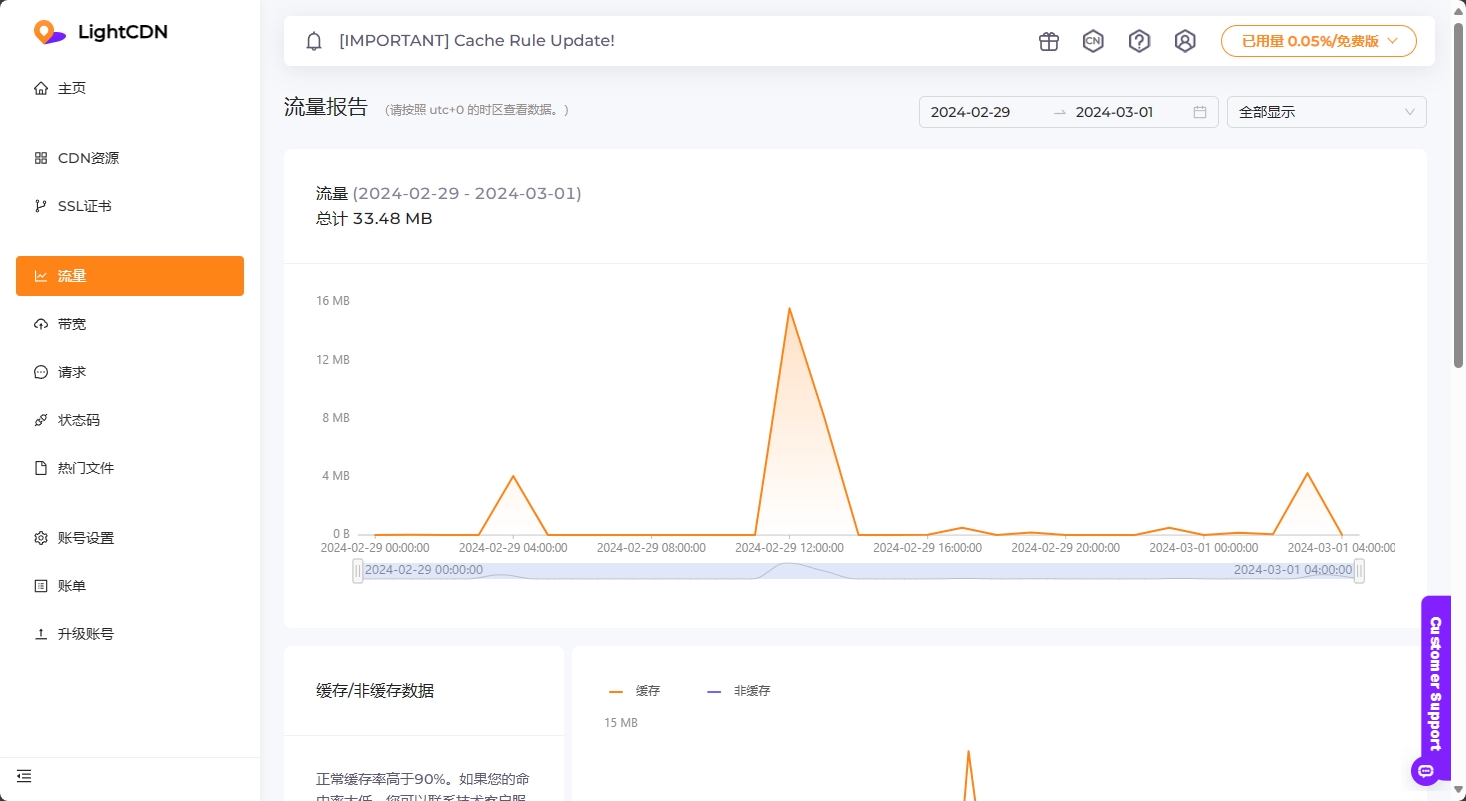 LightCDN
主页
CDN资源
SSL证书
流量
带宽
请求
状态码
热门文件
账号设置
账单
升级账号
[IMPORTANT] Cache Rule Update!
CN
已用量 0.05%/免费版
流量报告 (请按照 utc+0 的时区查看数据。)
2024-02-29 → 2024-03-01
全部显示
流量 (2024-02-29 - 2024-03-01)
总计 33.48 MB
16 MB
12 MB
8 MB
4 MB
0 B
2024-02-29 00:00:00 2024-02-29 04:00:00 2024-02-29 08:00:00 2024-02-29 12:00:00 2024-02-29 16:00:00 2024-02-29 20:00:00 2024-03-01 00:00:00 2024-03-01 04:00:00
2024-02-29 00:00:00 2024-03-01 04:00:00
缓存/非缓存数据
正常缓存率高于90%。如果您的命
中率太低，您可以联系技术客户服
缓存 非缓存
15 MB
Customer Support